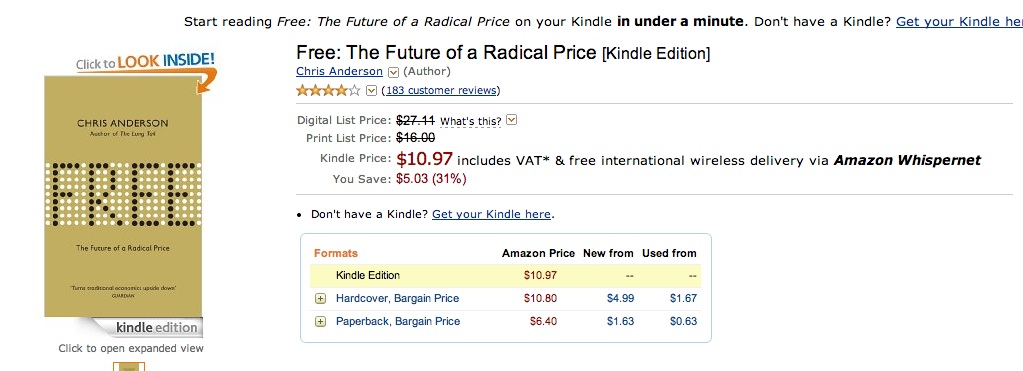 Start reading Free: The Future of a Radical Price on your Kindle in under a minute. Don't have a Kindle? Get your Kindle he
Click to LOOK INSIDE!
CHRIS ANDERSON
Author of The Long Tail
FREE
The Future of a Radical Price
'Turns traditional economics upside down'
GUARDIAN
kindle edition
Click to open expanded view
Free: The Future of a Radical Price [Kindle Edition]
Chris Anderson (Author)
(183 customer reviews)
Digital List Price: $27.11 What's this?
Print List Price: $16.00
Kindle Price: $10.97 includes VAT* & free international wireless delivery via Amazon Whispernet
You Save: $5.03 (31%)
• Don't have a Kindle? Get your Kindle here.
Formats Amazon Price New from Used from
Kindle Edition $10.97 -- --
Hardcover, Bargain Price $10.80 $4.99 $1.67
Paperback, Bargain Price $6.40 $1.63 $0.63